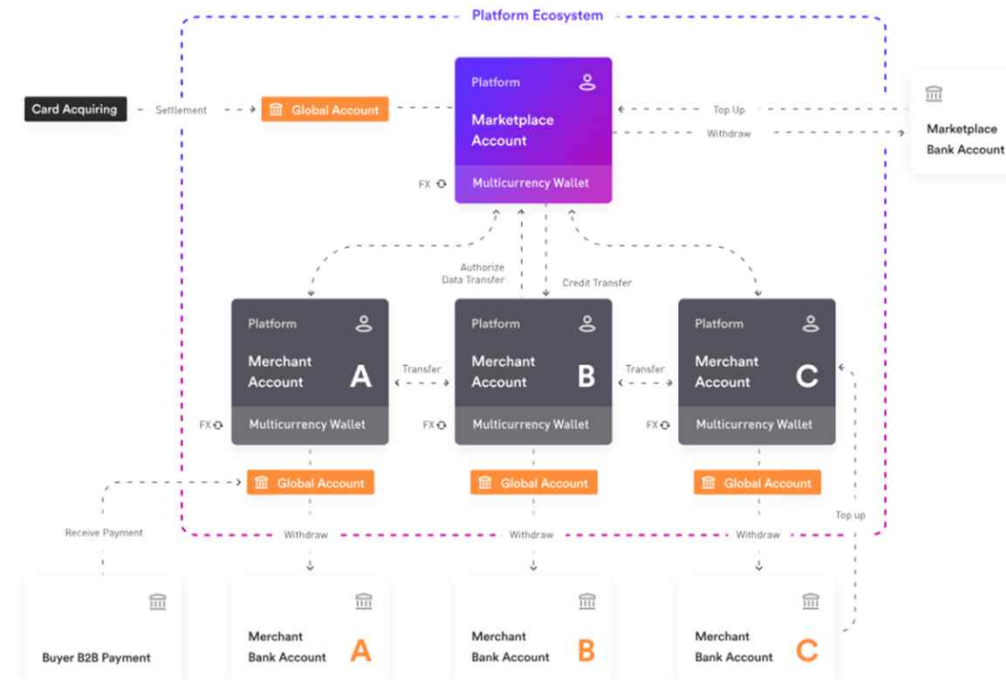 Platform Ecosystem
Platform
Card Acquiring
Settlement
Global Account
Marketplace
Account
Top Up
Withdraw
Marketplace
Bank Account
FX
Multicurrency Wallet
Authorize
Data Transfer
Credit Transfer
Platform
Merchant
Account
A
Transfer
Platform
Merchant
Account
B
Transfer
Platform
Merchant
Account
C
FX
Multicurrency Wallet
FX
Multicurrency Wallet
FX
Multicurrency Wallet
Global Account
Global Account
Global Account
Receive Payment
Withdraw
Withdraw
Withdraw
Top up
Buyer B2B Payment
Merchant
Bank Account
A
Merchant
Bank Account
B
Merchant
Bank Account
C